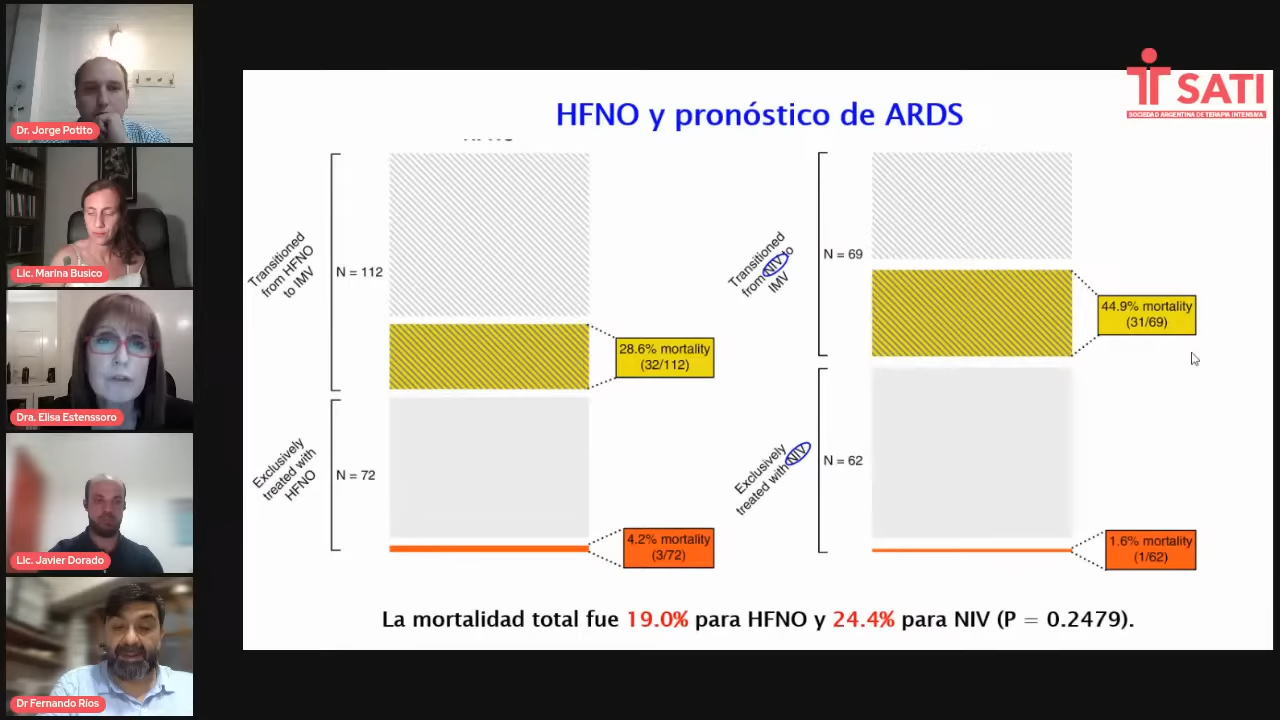 Dr. Jorge Potito
Lic. Marina Busico
Dra. Elisa Estenssoro
Lic. Javier Dorado
Dr Fernando Rios
SATI
SOCIEDAD ARGENTINA DE TERAPIA INTENSIVA
HFNO y pronóstico de ARDS
Transitioned
from HFNO
to IMV
N = 112
28.6% mortality
(32/112)
Exclusively
treated with
HFNO
N = 72
4.2% mortality
(3/72)
Transitioned
from NIV to
IMV
N = 69
44.9% mortality
(31/69)
Exclusively
treated with NIV
N = 62
1.6% mortality
(1/62)
La mortalidad total fue 19.0% para HFNO y 24.4% para NIV (P = 0.2479).